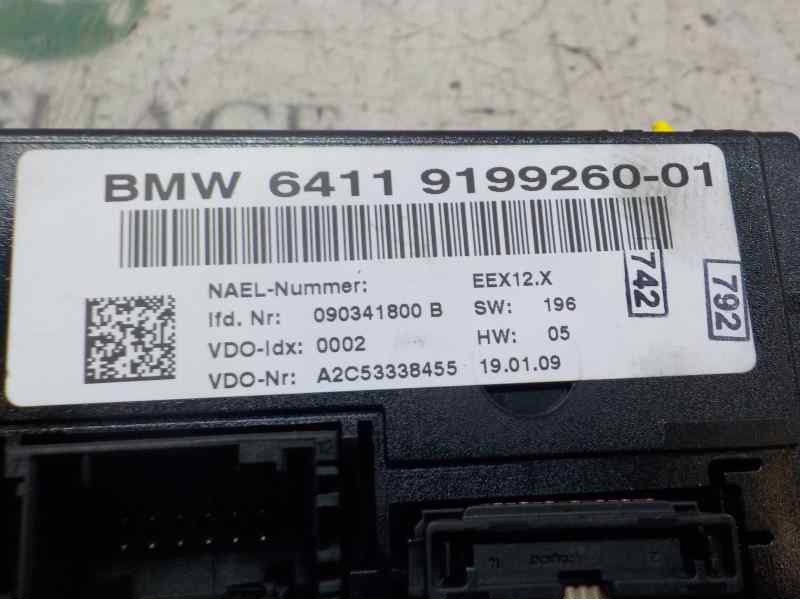 BMW 6411 9199260-01
NAEL-Nummer: EEX12.X
lfd. Nr: 090341800 B SW: 196
VDO-Idx: 0002 HW: 05
VDO-Nr: A2C53338455 19.01.09
742
792